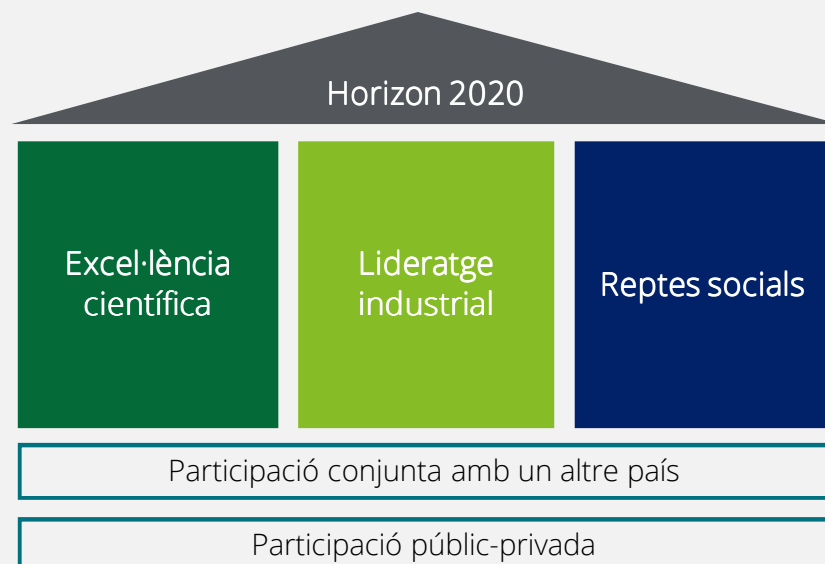 Horizon 2020
Excel·lència
científica
Lideratge
industrial
Reptes socials
Participació conjunta amb un altre país
Participació públic-privada